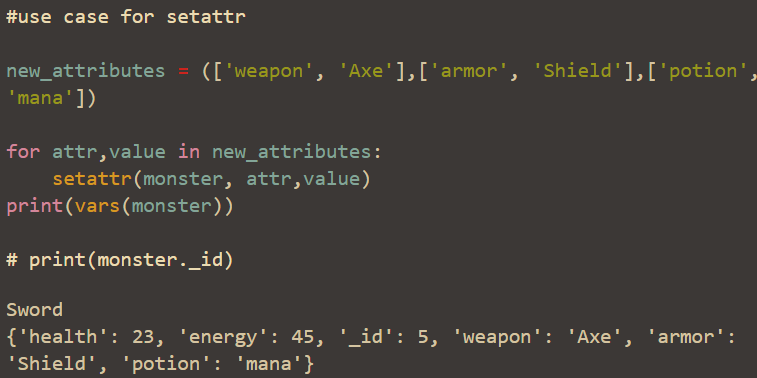 #use case for setattr
new_attributes = (['weapon', 'Axe'],['armor', 'Shield'],['potion',
'mana'])
for attr,value in new_attributes:
    setattr(monster, attr,value)
print(vars(monster))
# print(monster._id)
Sword
{'health': 23, 'energy': 45, '_id': 5, 'weapon': 'Axe', 'armor':
'Shield', 'potion': 'mana'}